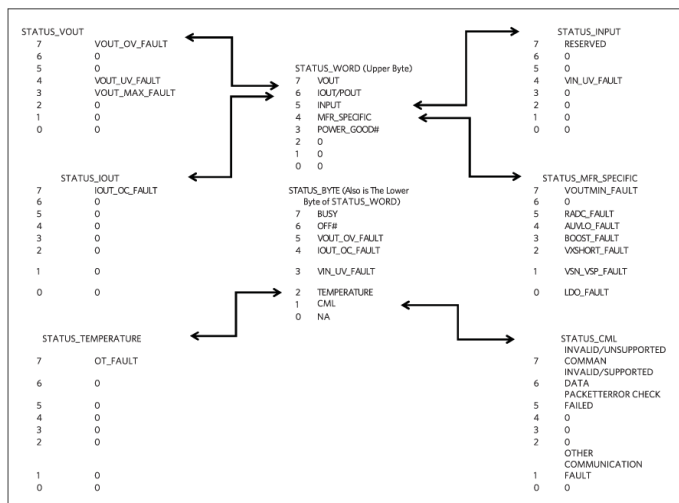 STATUS_VOUT
7 VOUT_OV_FAULT
6 0
5 0
4 VOUT_UV_FAULT
3 VOUT_MAX_FAULT
2 0
1 0
0 0
STATUS_IOUT
7 IOUT_OC_FAULT
6 0
5 0
4 0
3 0
2 0
1 0
0 0
STATUS_TEMPERATURE
7 OT_FAULT
6 0
5 0
4 0
3 0
2 0
1 0
0 0
STATUS_WORD (Upper Byte)
7 VOUT
6 IOUT/POUT
5 INPUT
4 MFR_SPECIFIC
3 POWER_GOOD#
2 0
1 0
0 0
STATUS_BYTE (Also is The Lower
Byte of STATUS_WORD)
7 BUSY
6 OFF#
5 VOUT_OV_FAULT
4 IOUT_OC_FAULT
3 VIN_UV_FAULT
2 TEMPERATURE
1 CML
0 NA
STATUS_INPUT
7 RESERVED
6 0
5 0
4 VIN_UV_FAULT
3 0
2 0
1 0
0 0
STATUS_MFR_SPECIFIC
7 VOUTMIN_FAULT
6 0
5 RADC_FAULT
4 AUVLO_FAULT
3 BOOST_FAULT
2 VXSHORT_FAULT
1 VSN_VSP_FAULT
0 LDO_FAULT
STATUS_CML
INVALID/UNSUPPORTED
7 COMMAN
INVALID/SUPPORTED
6 DATA
PACKETTERROR CHECK
5 FAILED
4 0
3 0
2 0
OTHER
COMMUNICATION
1 FAULT
0 0